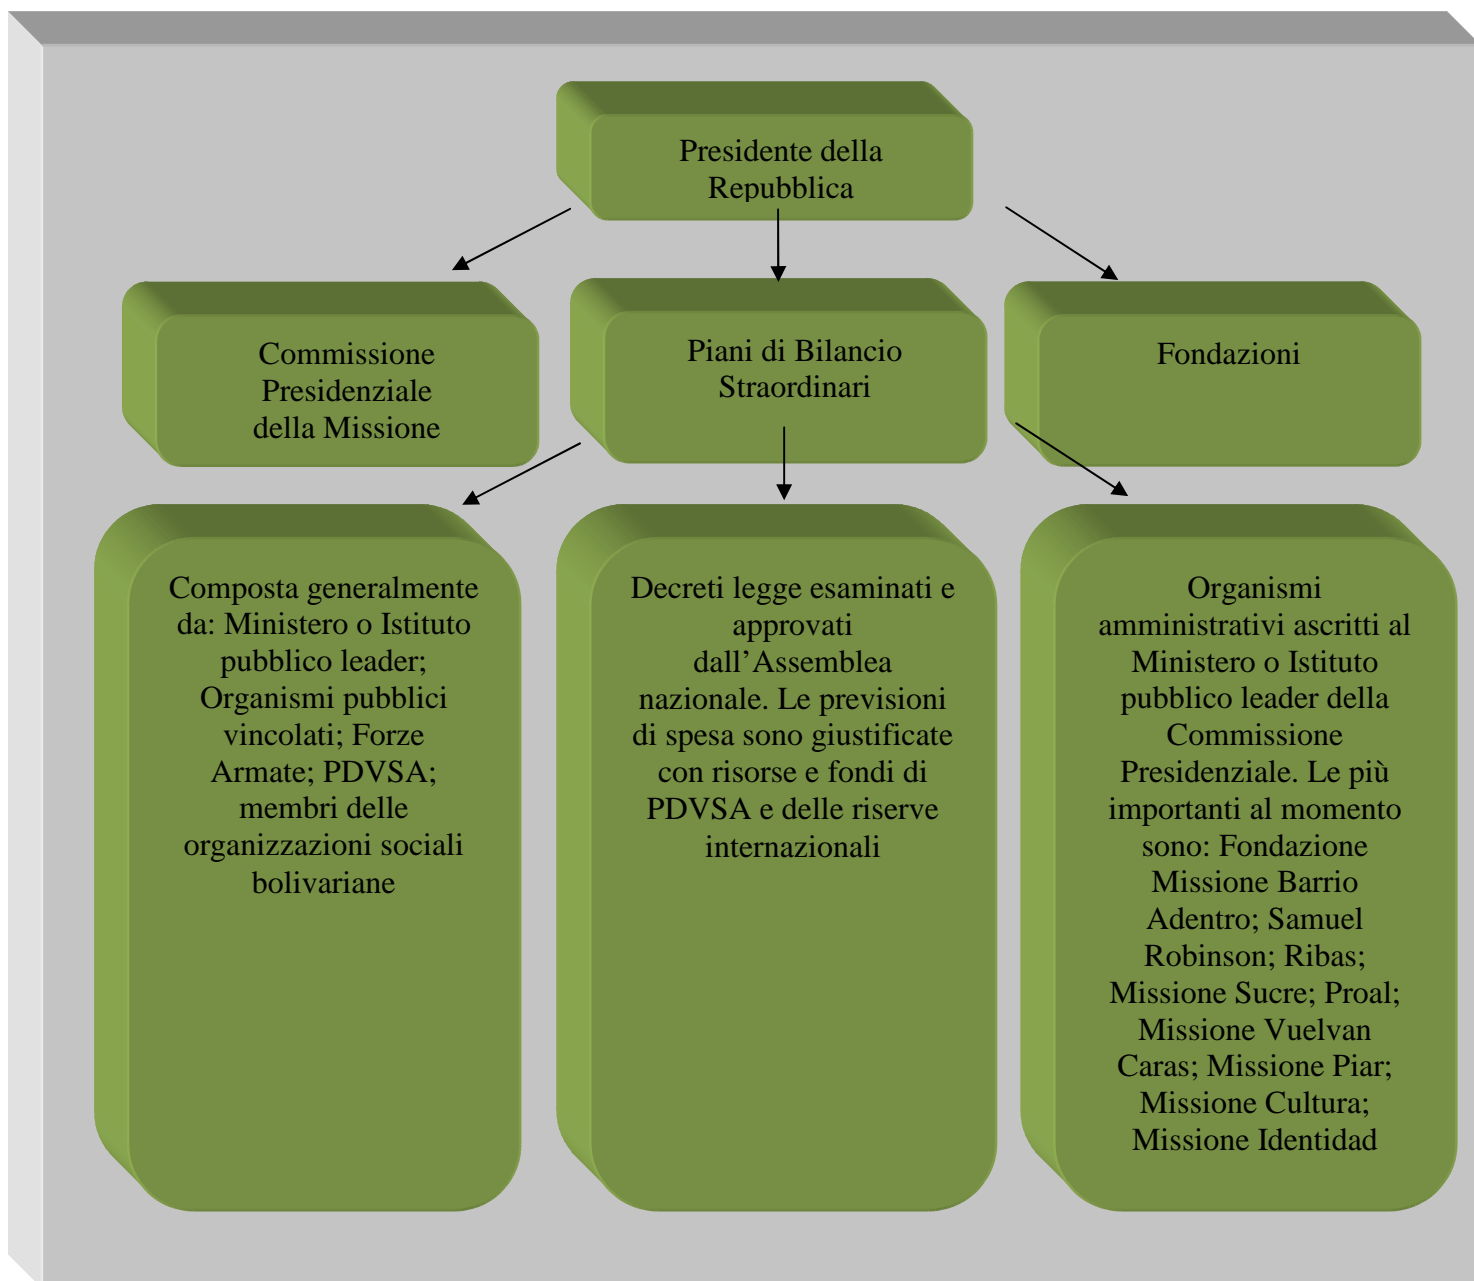 Presidente della
Repubblica
Commissione
Presidenziale
della Missione
Piani di Bilancio
Straordinari
Fondazioni
Composta generalmente
da: Ministero o Istituto
pubblico leader;
Organismi pubblici
vincolati; Forze
Armate; PDVSA;
membri delle
organizzazioni sociali
bolivariane
Decreti legge esaminati e
approvati
dall’Assemblea
nazionale. Le previsioni
di spesa sono giustificate
con risorse e fondi di
PDVSA e delle riserve
internazionali
Organismi
amministrativi ascritti al
Ministero o Istituto
pubblico leader della
Commissione
Presidenziale. Le più
importanti al momento
sono: Fondazione
Missione Barrio
Adentro; Samuel
Robinson; Ribas;
Missione Sucre; Proal;
Missione Vuelvan
Caras; Missione Piar;
Missione Cultura;
Missione Identidad